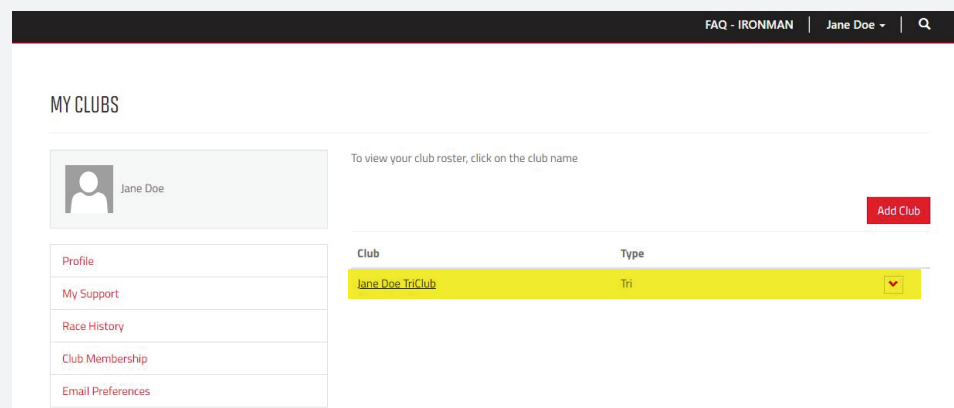 FAQ - IRONMAN | Jane Doe |
MY CLUBS
Jane Doe
To view your club roster, click on the club name
Add Club
Club Type
Jane Doe TriClub Tri
Profile
My Support
Race History
Club Membership
Email Preferences